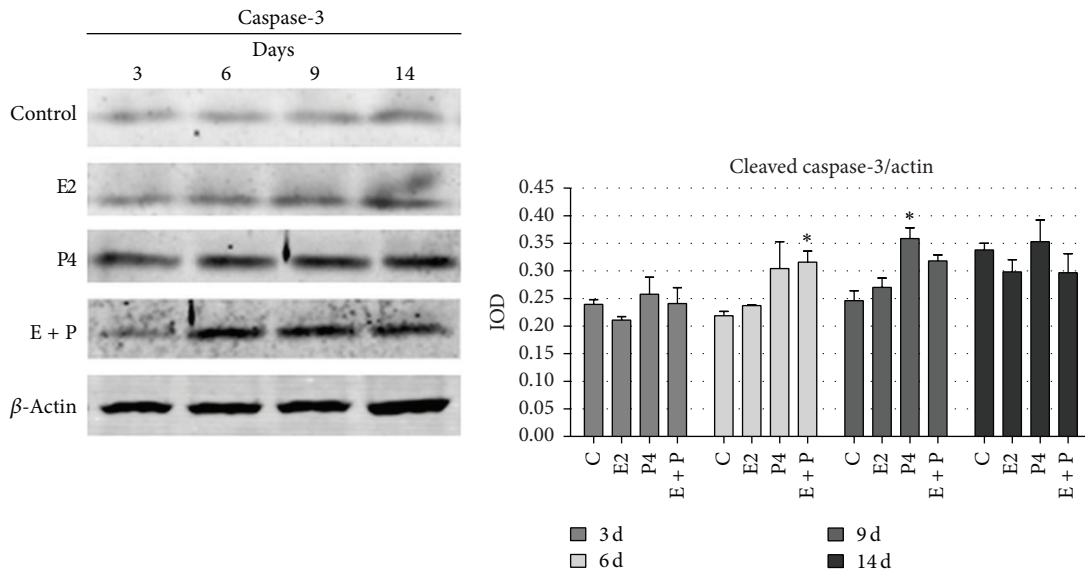 Caspase-3
Days
3 6 9 14
Control
E2
P4
E + P
β-Actin
Cleaved caspase-3/actin
IOD
0.45
0.40
0.35
0.30
0.25
0.20
0.15
0.10
0.05
0.00
* *
C E2 P4 E + P C E2 P4 E + P C E2 P4 E + P C E2 P4 E + P
3 d 9 d
6 d 14 d